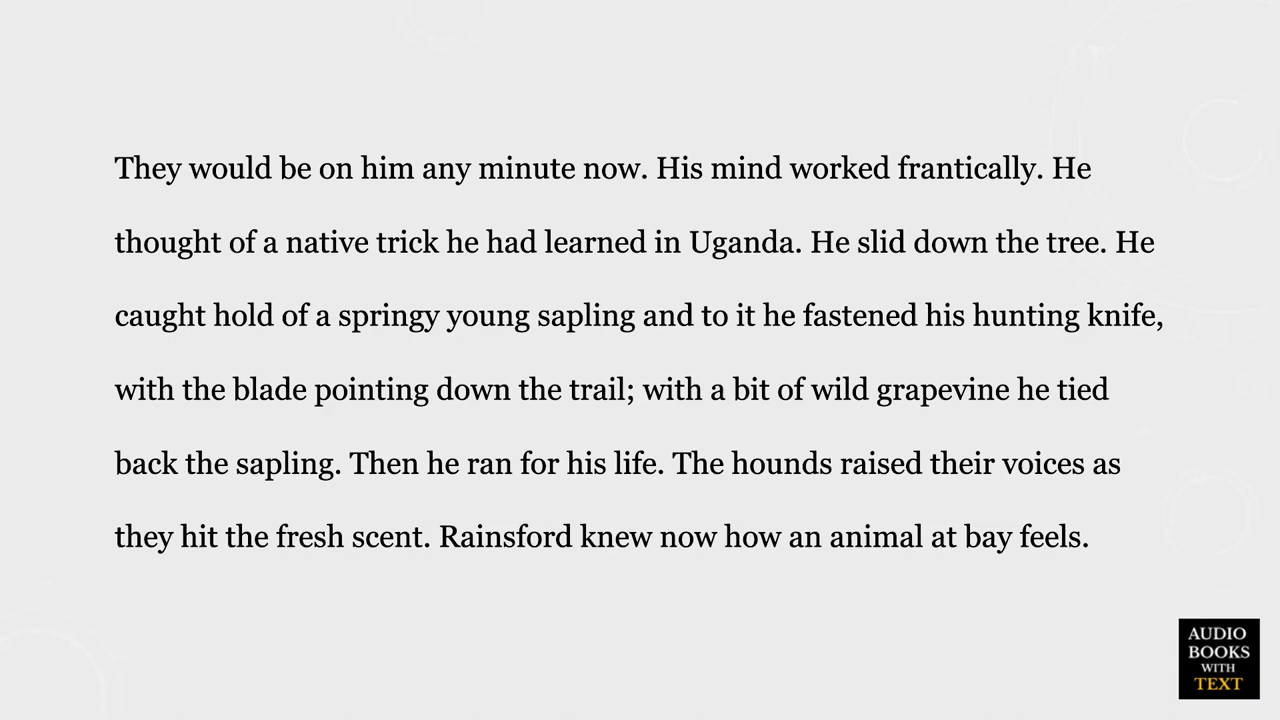 They would be on him any minute now. His mind worked frantically. He
thought of a native trick he had learned in Uganda. He slid down the tree. He
caught hold of a springy young sapling and to it he fastened his hunting knife,
with the blade pointing down the trail; with a bit of wild grapevine he tied
back the sapling. Then he ran for his life. The hounds raised their voices as
they hit the fresh scent. Rainsford knew now how an animal at bay feels.
AUDIO
BOOKS
WITH
TEXT